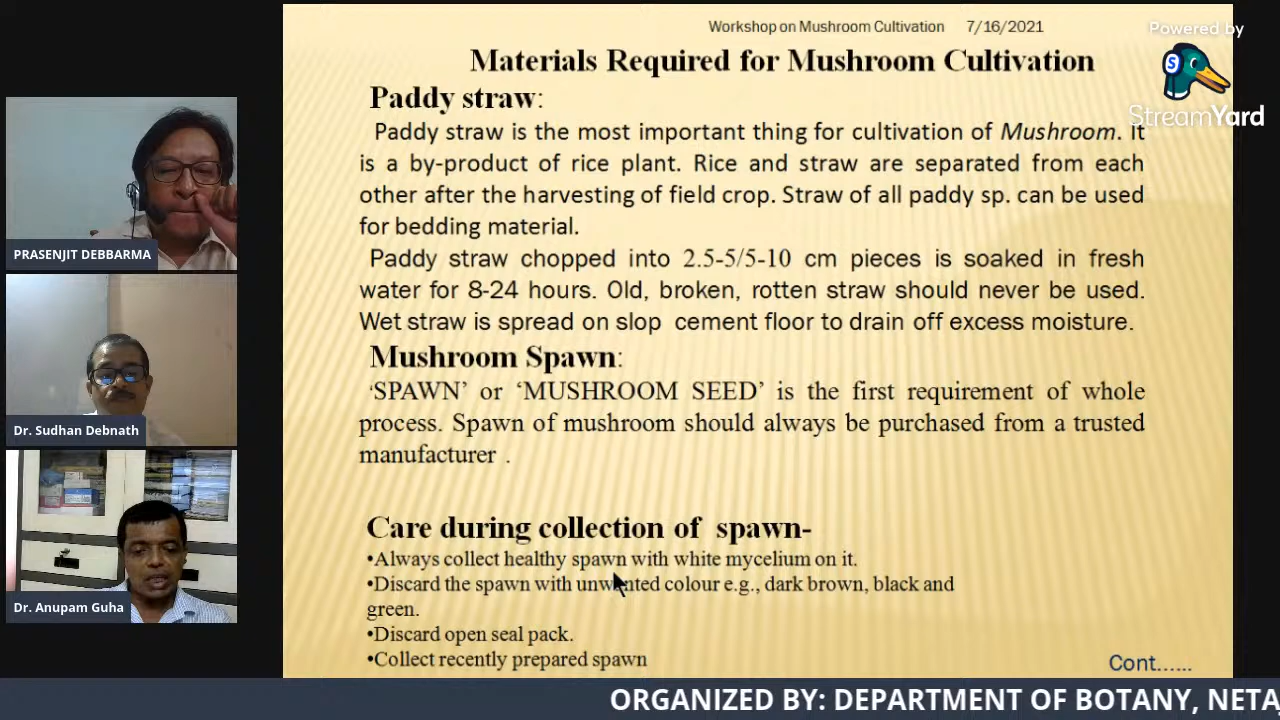 Workshop on Mushroom Cultivation 7/16/2021
Powered by
StreamYard
Materials Required for Mushroom Cultivation
Paddy straw:
Paddy straw is the most important thing for cultivation of Mushroom. It
is a by-product of rice plant. Rice and straw are separated from each
other after the harvesting of field crop. Straw of all paddy sp. can be used
for bedding material.
Paddy straw chopped into 2.5-5/5-10 cm pieces is soaked in fresh
water for 8-24 hours. Old, broken, rotten straw should never be used.
Wet straw is spread on slop cement floor to drain off excess moisture.
Mushroom Spawn:
‘SPAWN’ or ‘MUSHROOM SEED’ is the first requirement of whole
process. Spawn of mushroom should always be purchased from a trusted
manufacturer .
Care during collection of spawn-
•Always collect healthy spawn with white mycelium on it.
•Discard the spawn with unwanted colour e.g., dark brown, black and
green.
•Discard open seal pack.
•Collect recently prepared spawn
Cont......
PRASENJIT DEBBARMA
Dr. Sudhan Debnath
Dr. Anupam Guha
ORGANIZED BY: DEPARTMENT OF BOTANY, NETA